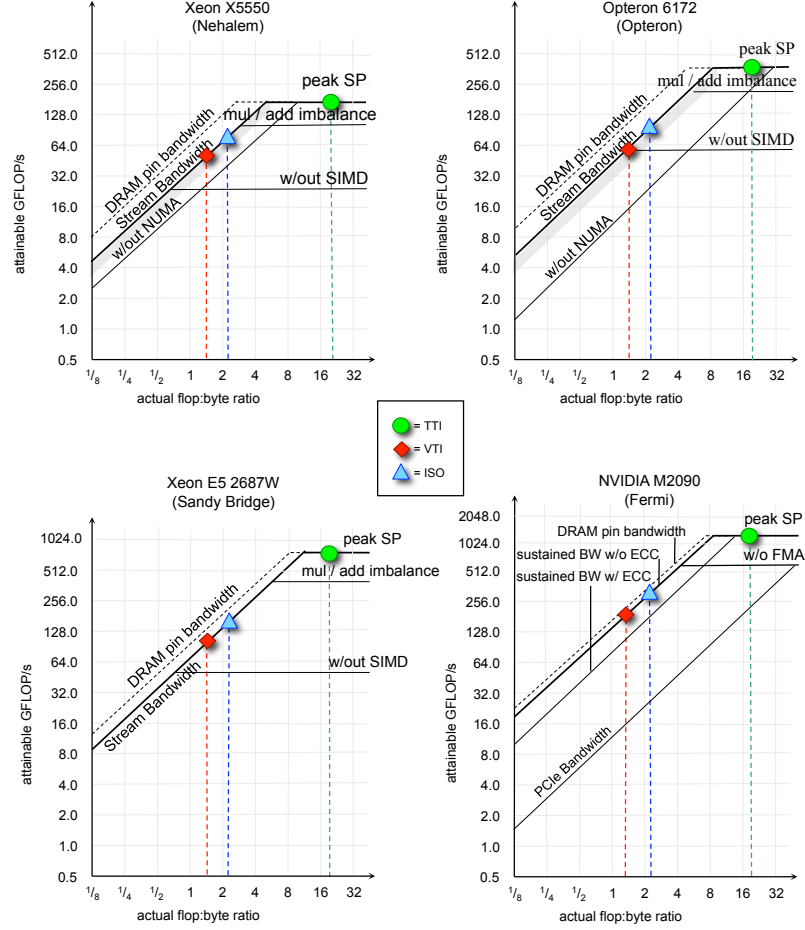 Xeon X5550
(Nehalem)
512.0
256.0
128.0
64.0
32.0
16.0
8.0
4.0
2.0
1.0
0.5
attainable GFLOP/s
peak SP
mul / add imbalance
w/out SIMD
DRAM pin bandwidth
Stream Bandwidth
w/out NUMA
1/8 1/4 1/2 1 2 4 8 16 32
actual flop:byte ratio
Opteron 6172
(Opteron)
512.0
256.0
128.0
64.0
32.0
16.0
8.0
4.0
2.0
1.0
0.5
attainable GFLOP/s
peak SP
mul / add imbalance
w/out SIMD
DRAM pin bandwidth
Stream Bandwidth
w/out NUMA
1/8 1/4 1/2 1 2 4 8 16 32
actual flop:byte ratio
= TTI
= VTI
= ISO
Xeon E5 2687W
(Sandy Bridge)
1024.0
512.0
256.0
128.0
64.0
32.0
16.0
8.0
4.0
2.0
1.0
0.5
attainable GFLOP/s
peak SP
mul / add imbalance
w/out SIMD
DRAM pin bandwidth
Stream Bandwidth
1/8 1/4 1/2 1 2 4 8 16 32
actual flop:byte ratio
NVIDIA M2090
(Fermi)
2048.0
1024.0
512.0
256.0
128.0
64.0
32.0
16.0
8.0
4.0
2.0
1.0
0.5
attainable GFLOP/s
peak SP
DRAM pin bandwidth
sustained BW w/o ECC
w/o FMA
sustained BW w/ ECC
PCIe Bandwidth
1/8 1/4 1/2 1 2 4 8 16 32
actual flop:byte ratio